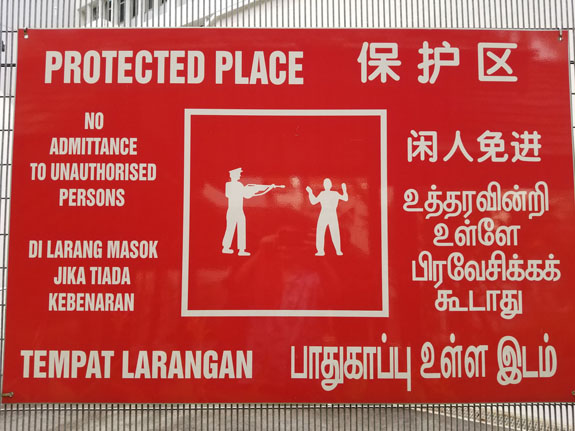 PROTECTED PLACE
保护区
NO
ADMITTANCE
TO UNAUTHORISED
PERSONS
闲人免进
DI LARANG MASOK
JIKA TIADA
KEBENARAN
உத்தரவின்றி
உள்ளே
பிரவேசிக்கக்
கூடாது
TEMPAT LARANGAN
பாதுகாப்பு உள்ள இடம்